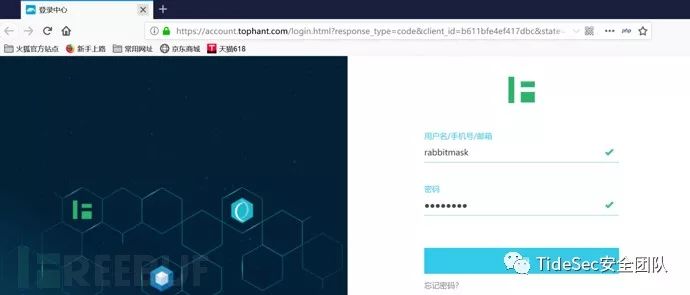 登录中心
https://account.tophant.com/login.html?response_type=code&client_id=b611bfe4ef417dbc&state=
php
火狐官方站点 新手上路 常用网址 京东商城 天猫618
用户名/手机号/邮箱
rabbitmask
密码
••••••••
TideSec安全团队
忘记密码?
REEBUF